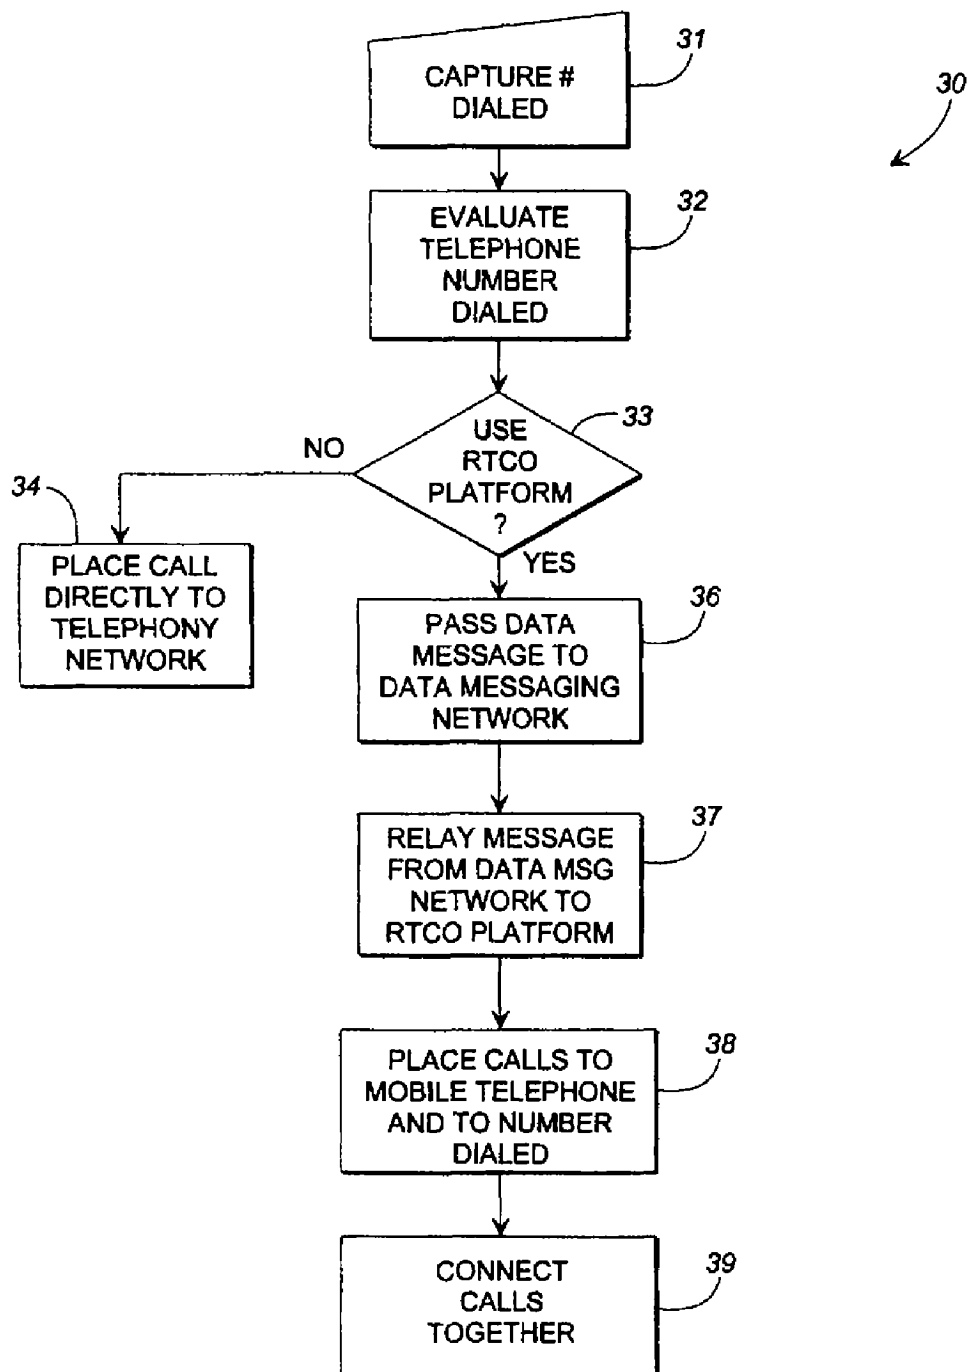 31
CAPTURE #
DIALED
30
32
EVALUATE
TELEPHONE
NUMBER
DIALED
33
USE
RTCO
PLATFORM
?
NO
34
PLACE CALL
DIRECTLY TO
TELEPHONY
NETWORK
YES
36
PASS DATA
MESSAGE TO
DATA MESSAGING
NETWORK
37
RELAY MESSAGE
FROM DATA MSG
NETWORK TO
RTCO PLATFORM
38
PLACE CALLS TO
MOBILE TELEPHONE
AND TO NUMBER
DIALED
39
CONNECT
CALLS
TOGETHER